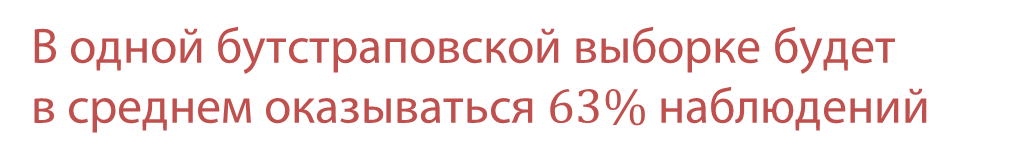 В одной бутстраповской выборке будет
в среднем оказываться 63% наблюдений